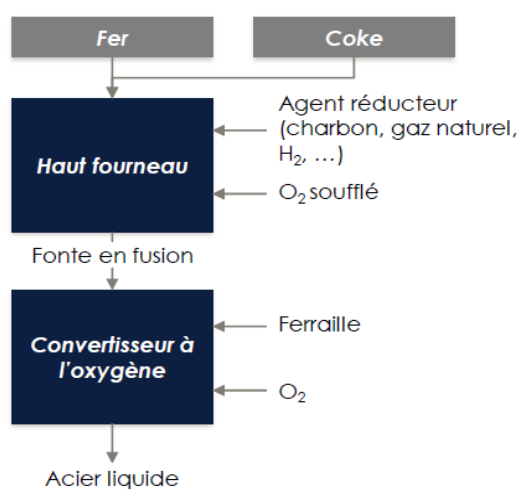 Fer
Coke
Agent réducteur
(charbon, gaz naturel,
H₂, ...)
Haut fourneau
O₂ soufflé
Fonte en fusion
Ferraille
Convertisseur à
l'oxygène
O₂
Acier liquide